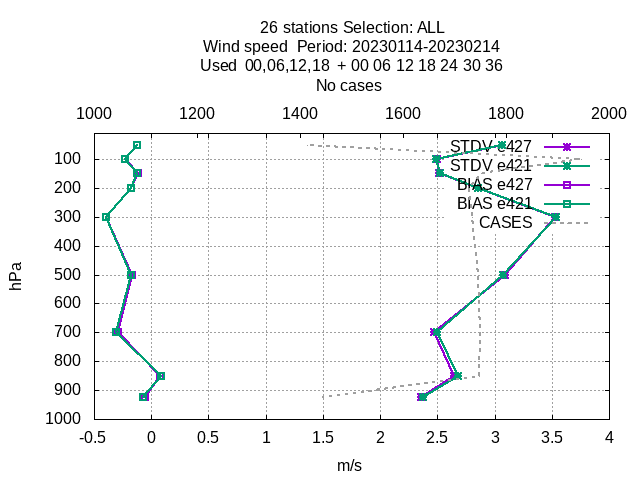 26 stations Selection: ALL
Wind speed  Period: 20230114-20230214
Used  00,06,12,18  + 00 06 12 18 24 30 36
No cases
1000 1200 1400 1600 1800 2000
STDV e427
STDV e421
BIAS e427
BIAS e421
CASES
100
200
300
400
500
600
700
800
900
1000
hPa
-0.5 0 0.5 1 1.5 2 2.5 3 3.5 4
m/s